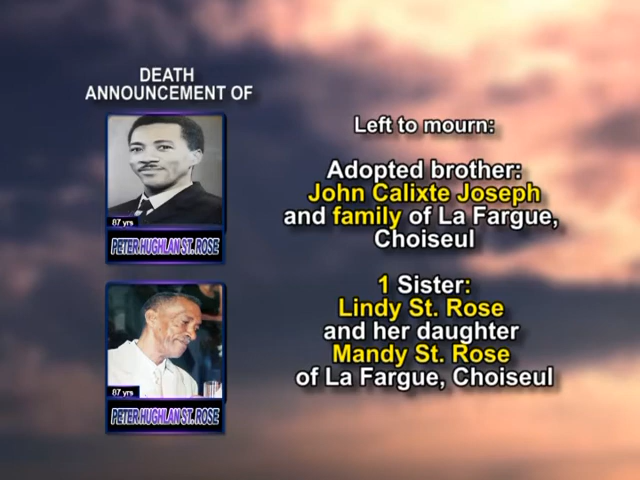 DEATH
ANNOUNCEMENT OF
87 yrs
PETER HUGHLAN ST. ROSE
87 yrs
PETER HUGHLAN ST. ROSE
Left to mourn:
Adopted brother:
John Calixte Joseph
and family of La Fargue,
Choiseul
1 Sister:
Lindy St. Rose
and her daughter
Mandy St. Rose
of La Fargue, Choiseul